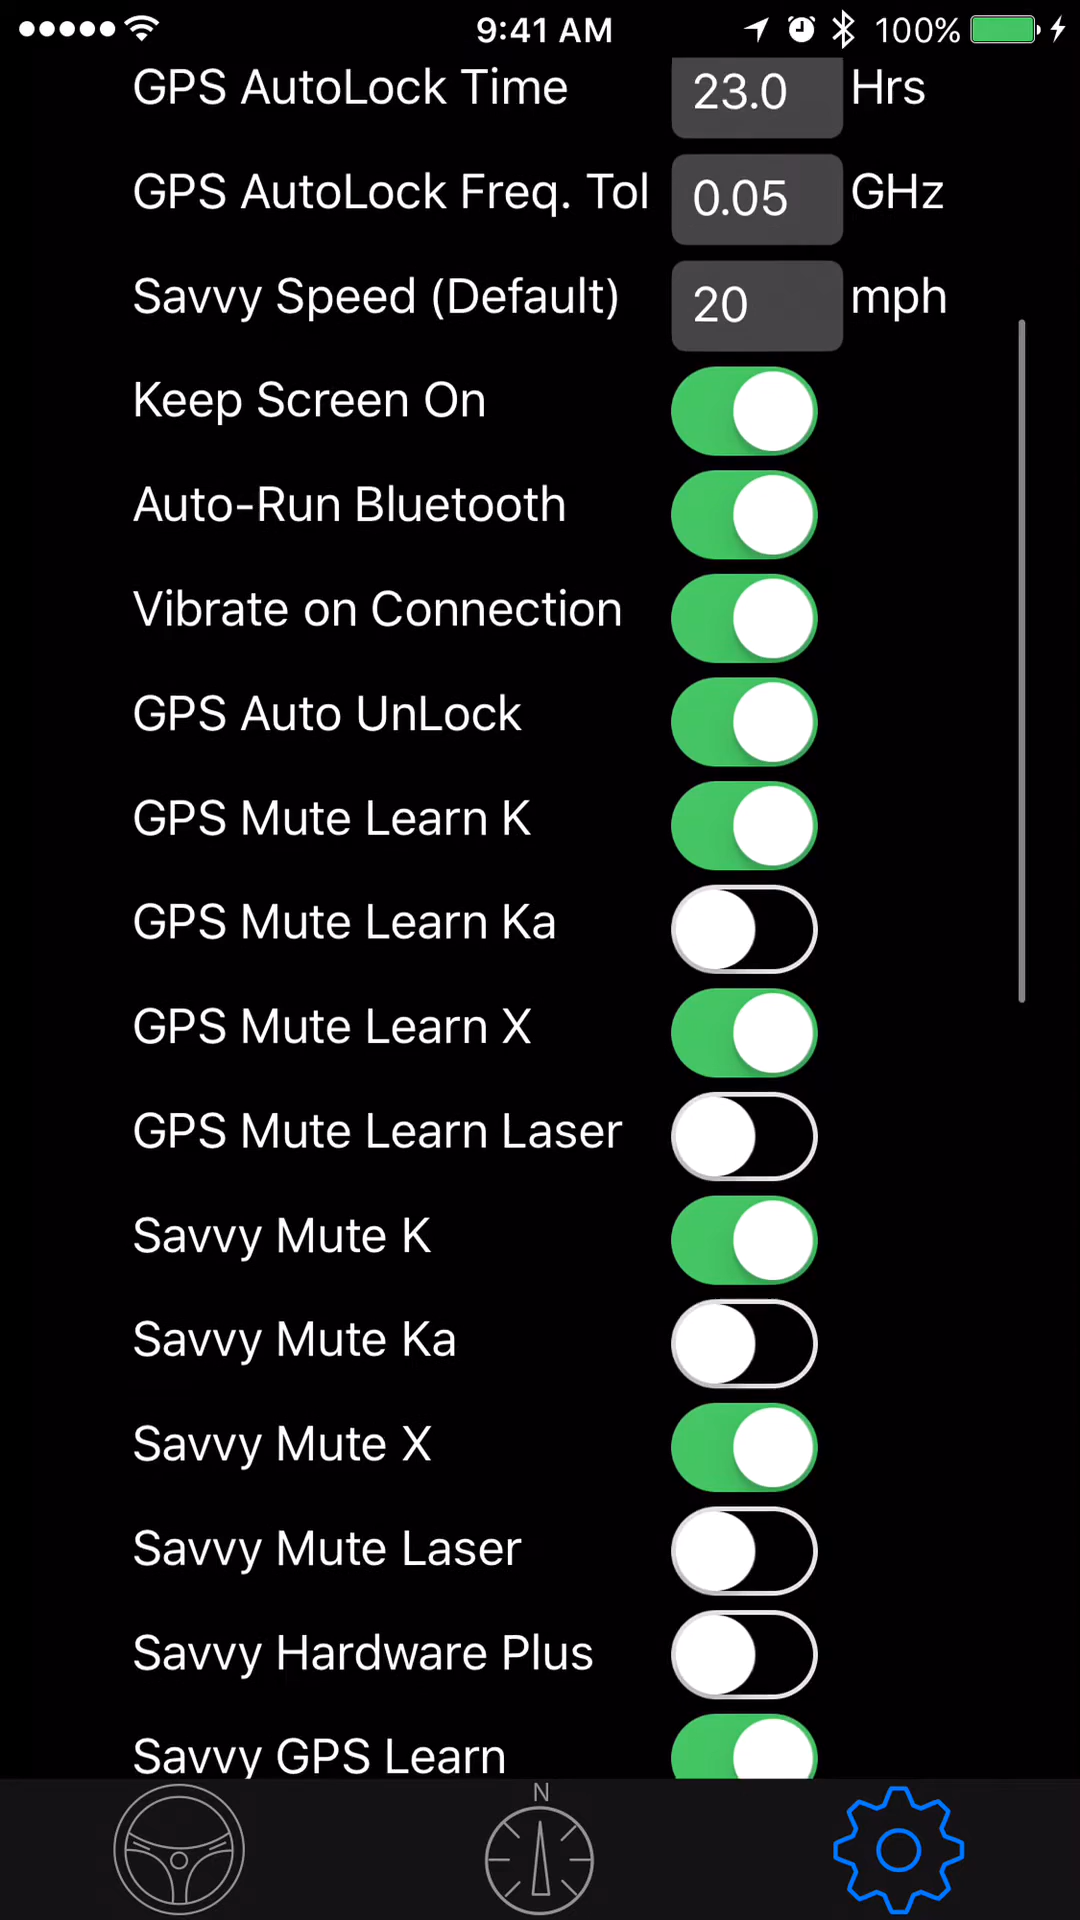 9:41 AM 100%
GPS AutoLock Time 23.0 Hrs
GPS AutoLock Freq. Tol 0.05 GHz
Savvy Speed (Default) 20 mph
Keep Screen On
Auto-Run Bluetooth
Vibrate on Connection
GPS Auto UnLock
GPS Mute Learn K
GPS Mute Learn Ka
GPS Mute Learn X
GPS Mute Learn Laser
Savvy Mute K
Savvy Mute Ka
Savvy Mute X
Savvy Mute Laser
Savvy Hardware Plus
Savvy GPS Learn
N